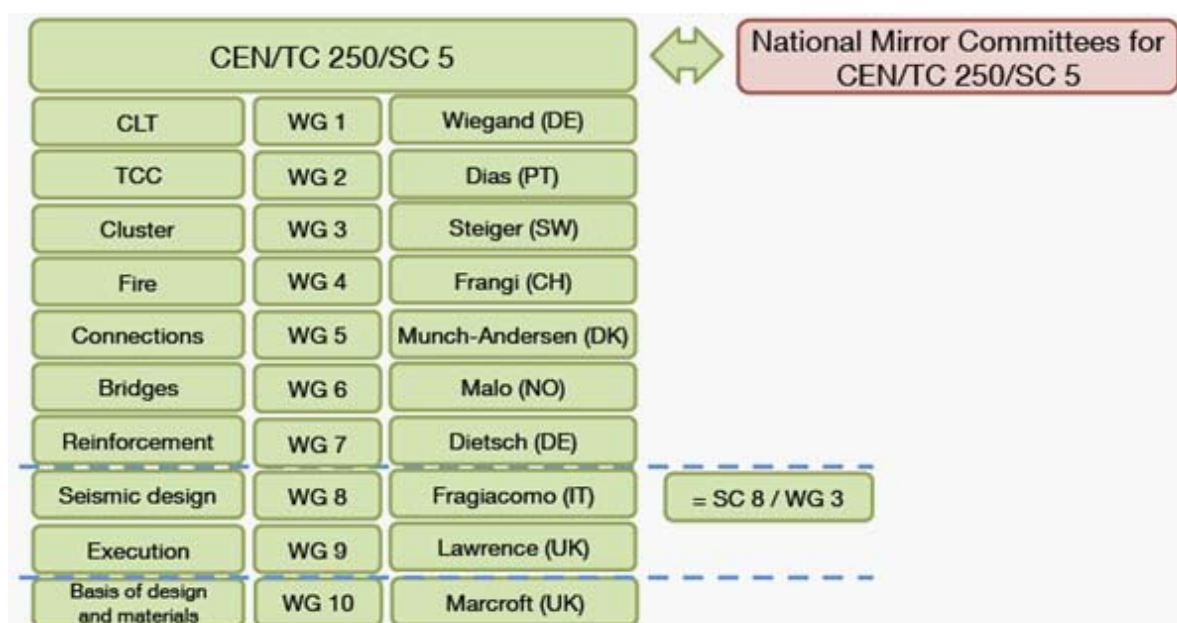 CEN/TC 250/SC 5
National Mirror Committees for
CEN/TC 250/SC 5
CLT WG 1 Wiegand (DE)
TCC WG 2 Dias (PT)
Cluster WG 3 Steiger (SW)
Fire WG 4 Frangi (CH)
Connections WG 5 Munch-Andersen (DK)
Bridges WG 6 Malo (NO)
Reinforcement WG 7 Dietsch (DE)
Seismic design WG 8 Fragiacomo (IT) = SC 8 / WG 3
Execution WG 9 Lawrence (UK)
Basis of design
and materials WG 10 Marcroft (UK)